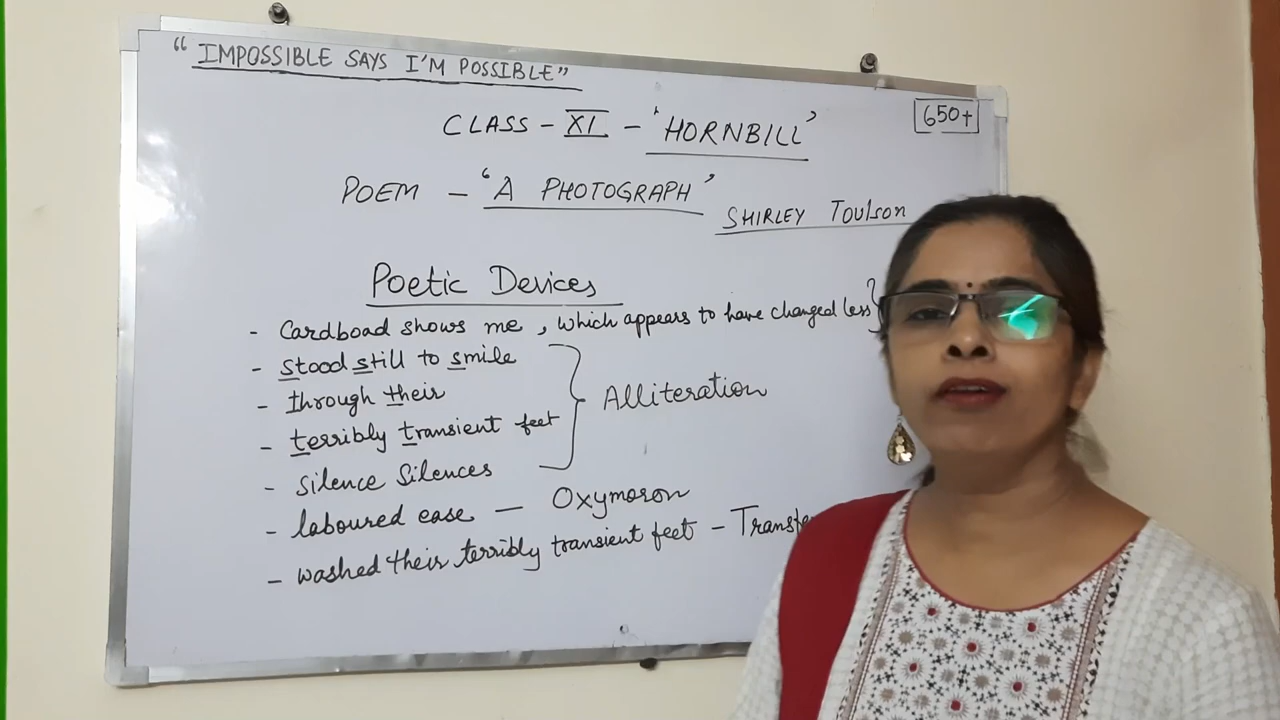 “IMPOSSIBLE SAYS I'M POSSIBLE”
650+
CLASS - XI - ‘HORNBILL’
POEM - ‘A PHOTOGRAPH’
SHIRLEY Toulson
Poetic Devices
- Cardboad shows me, which appears to have changed less }
- stood still to smile
- through their
- terribly transient feet
- silence Silences
} Alliteration
- laboured ease - Oxymoron
- washed their terribly transient feet -